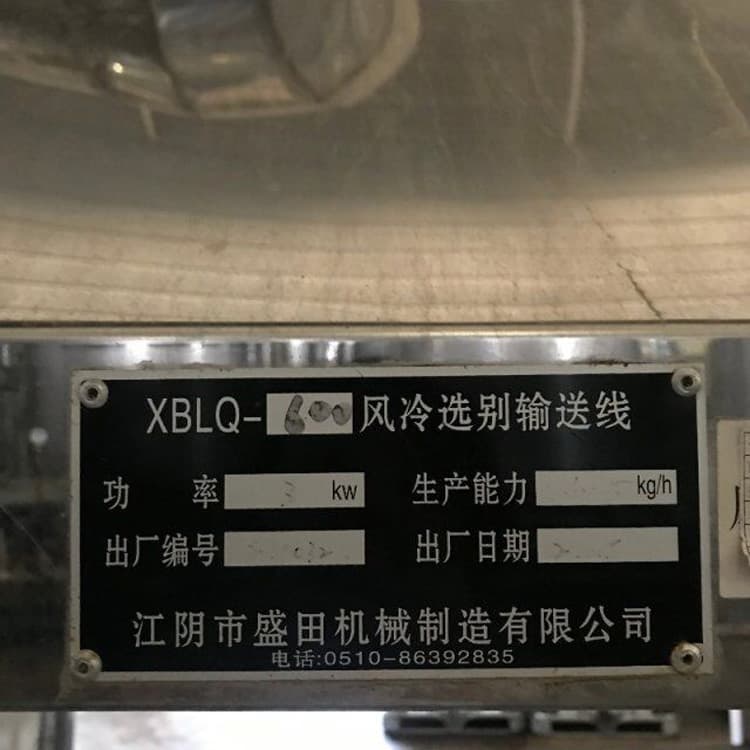 XBLQ-600风冷选别输送线
功 率 3 kw 生产能力 kg/h
出厂编号 出厂日期
江阴市盛田机械制造有限公司
电话:0510-86392835